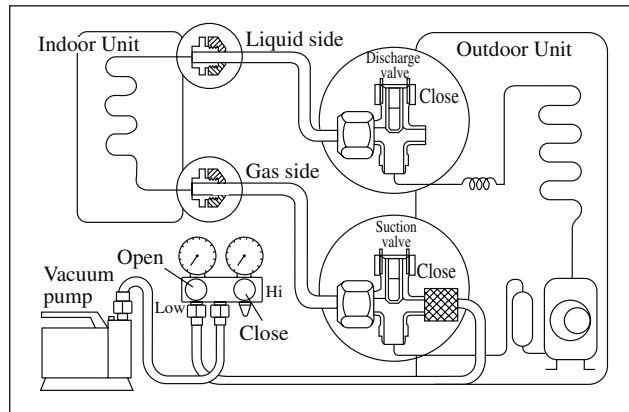 Indoor Unit
Liquid side
Outdoor Unit
Discharge
valve
Close
Gas side
Suction
valve
Close
Open
Vacuum
pump
Low
Hi
Close